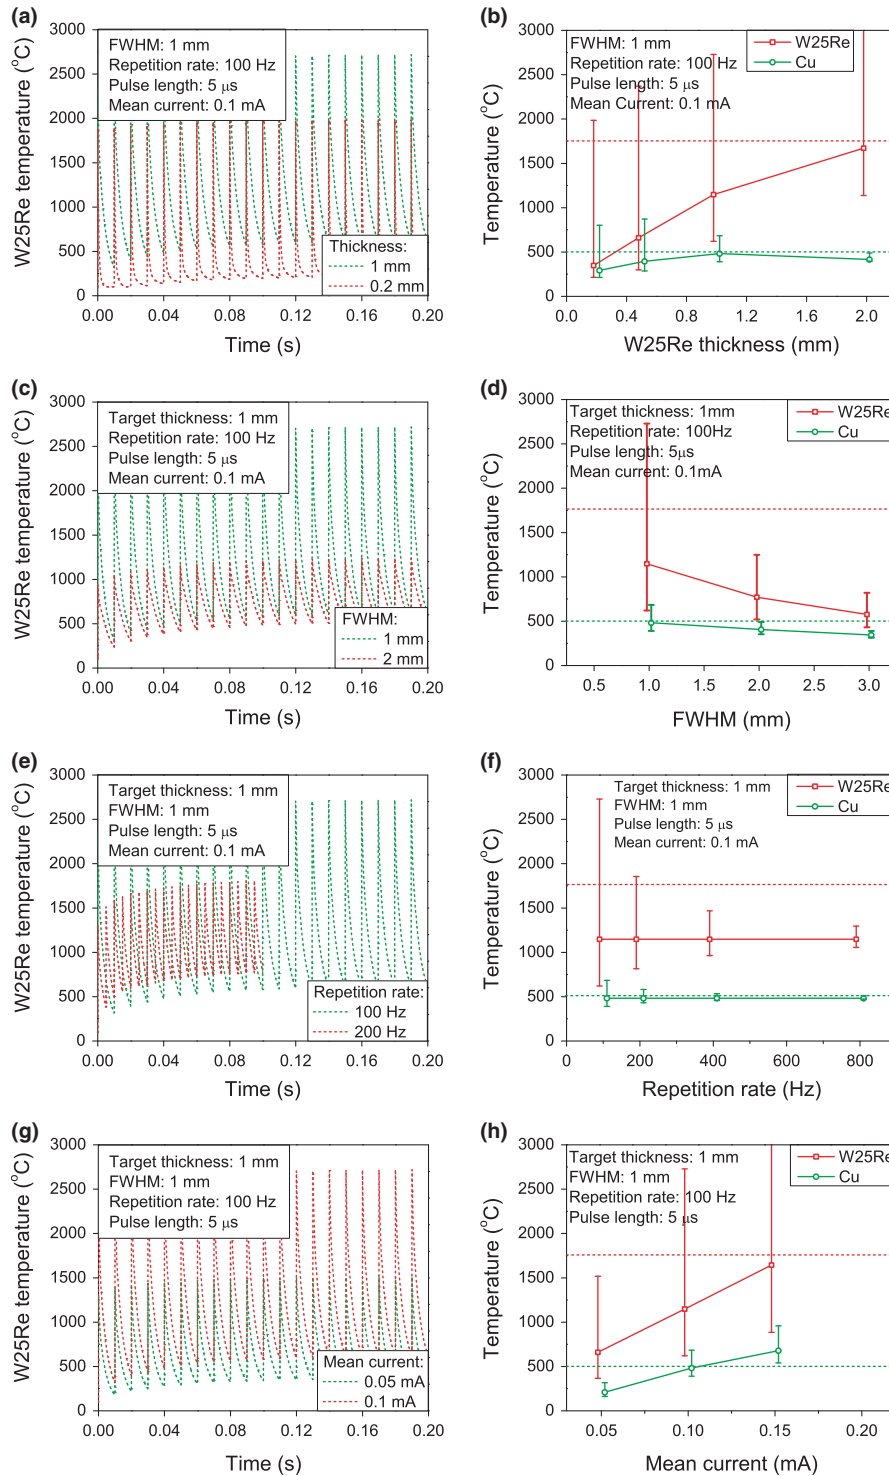 (a)
W25Re temperature (°C)
3000
2500
2000
1500
1000
500
0
FWHM: 1 mm
Repetition rate: 100 Hz
Pulse length: 5 μs
Mean current: 0.1 mA
Thickness:
1 mm
0.2 mm
0.00 0.04 0.08 0.12 0.16 0.20
Time (s)
(b)
Temperature (°C)
3000
2500
2000
1500
1000
500
0
FWHM: 1 mm
Repetition rate: 100 Hz
Pulse length: 5 μs
Mean Current: 0.1 mA
W25Re
Cu
0.0 0.4 0.8 1.2 1.6 2.0
W25Re thickness (mm)
(c)
W25Re temperature (°C)
3000
2500
2000
1500
1000
500
0
Target thickness: 1 mm
Repetition rate: 100 Hz
Pulse length: 5 μs
Mean current: 0.1 mA
FWHM:
1 mm
2 mm
0.00 0.04 0.08 0.12 0.16 0.20
Time (s)
(d)
Temperature (°C)
3000
2500
2000
1500
1000
500
0
Target thickness: 1mm
Repetition rate: 100Hz
Pulse length: 5μs
Mean current: 0.1mA
W25Re
Cu
0.5 1.0 1.5 2.0 2.5 3.0
FWHM (mm)
(e)
W25Re temperature (°C)
3000
2500
2000
1500
1000
500
0
Target thickness: 1 mm
FWHM: 1 mm
Pulse length: 5 μs
Mean current: 0.1 mA
Repetition rate:
100 Hz
200 Hz
0.00 0.04 0.08 0.12 0.16 0.20
Time (s)
(f)
Temperature (°C)
3000
2500
2000
1500
1000
500
0
Target thickness: 1 mm
FWHM: 1 mm
Pulse length: 5 μs
Mean current: 0.1 mA
W25Re
Cu
0 200 400 600 800
Repetition rate (Hz)
(g)
W25Re temperature (°C)
3000
2500
2000
1500
1000
500
0
Target thickness: 1 mm
FWHM: 1 mm
Repetition rate: 100 Hz
Pulse length: 5 μs
Mean current:
0.05 mA
0.1 mA
0.00 0.04 0.08 0.12 0.16 0.20
Time (s)
(h)
Temperature (°C)
3000
2500
2000
1500
1000
500
0
Target thickness: 1 mm
FWHM: 1 mm
Repetition rate: 100 Hz
Pulse length: 5 μs
W25Re
Cu
0.05 0.10 0.15 0.20
Mean current (mA)